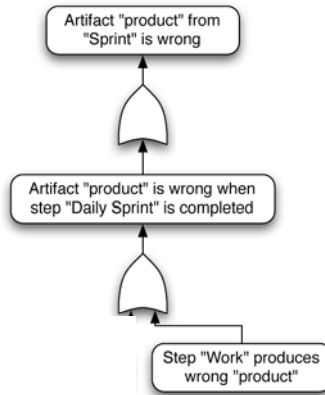 Artifact "product" from
"Sprint" is wrong
Artifact "product" is wrong when
step "Daily Sprint" is completed
Step "Work" produces
wrong "product"